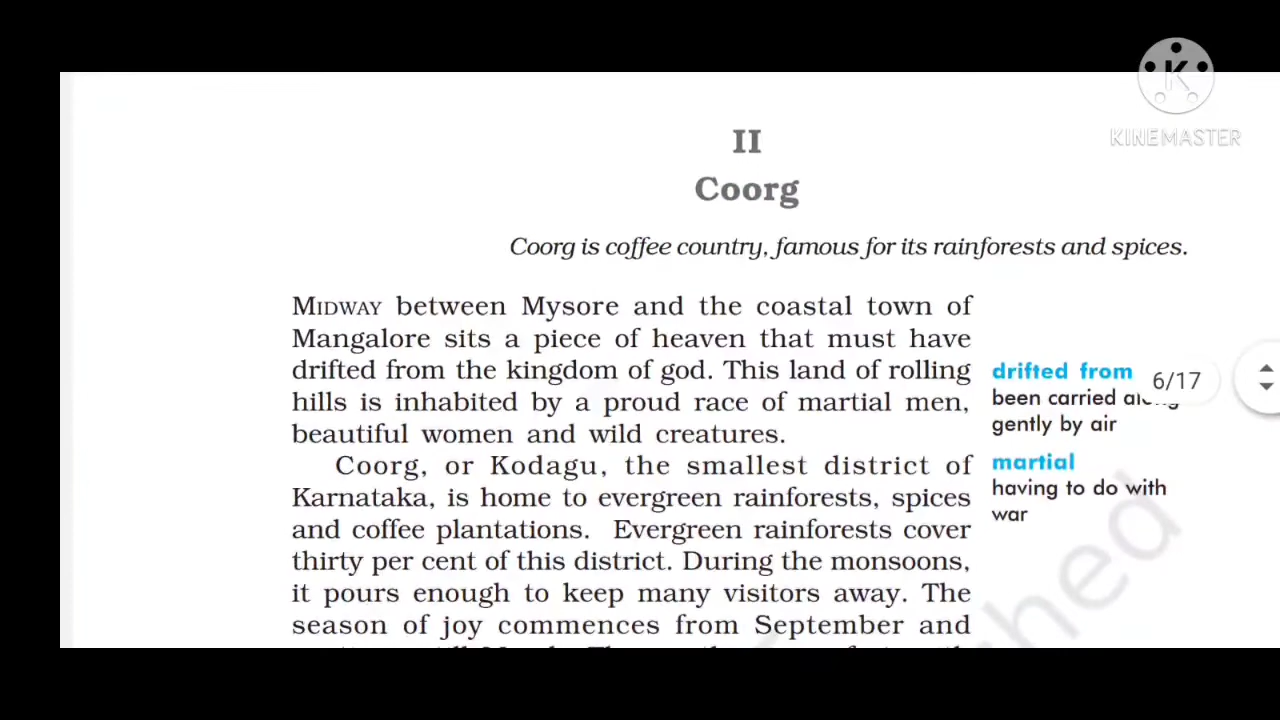 KINEMASTER
II
Coorg
Coorg is coffee country, famous for its rainforests and spices.
MIDWAY between Mysore and the coastal town of
Mangalore sits a piece of heaven that must have
drifted from the kingdom of god. This land of rolling
hills is inhabited by a proud race of martial men,
beautiful women and wild creatures.
Coorg, or Kodagu, the smallest district of
Karnataka, is home to evergreen rainforests, spices
and coffee plantations. Evergreen rainforests cover
thirty per cent of this district. During the monsoons,
it pours enough to keep many visitors away. The
season of joy commences from September and
drifted from
6/17
been carried along
gently by air
martial
having to do with
war